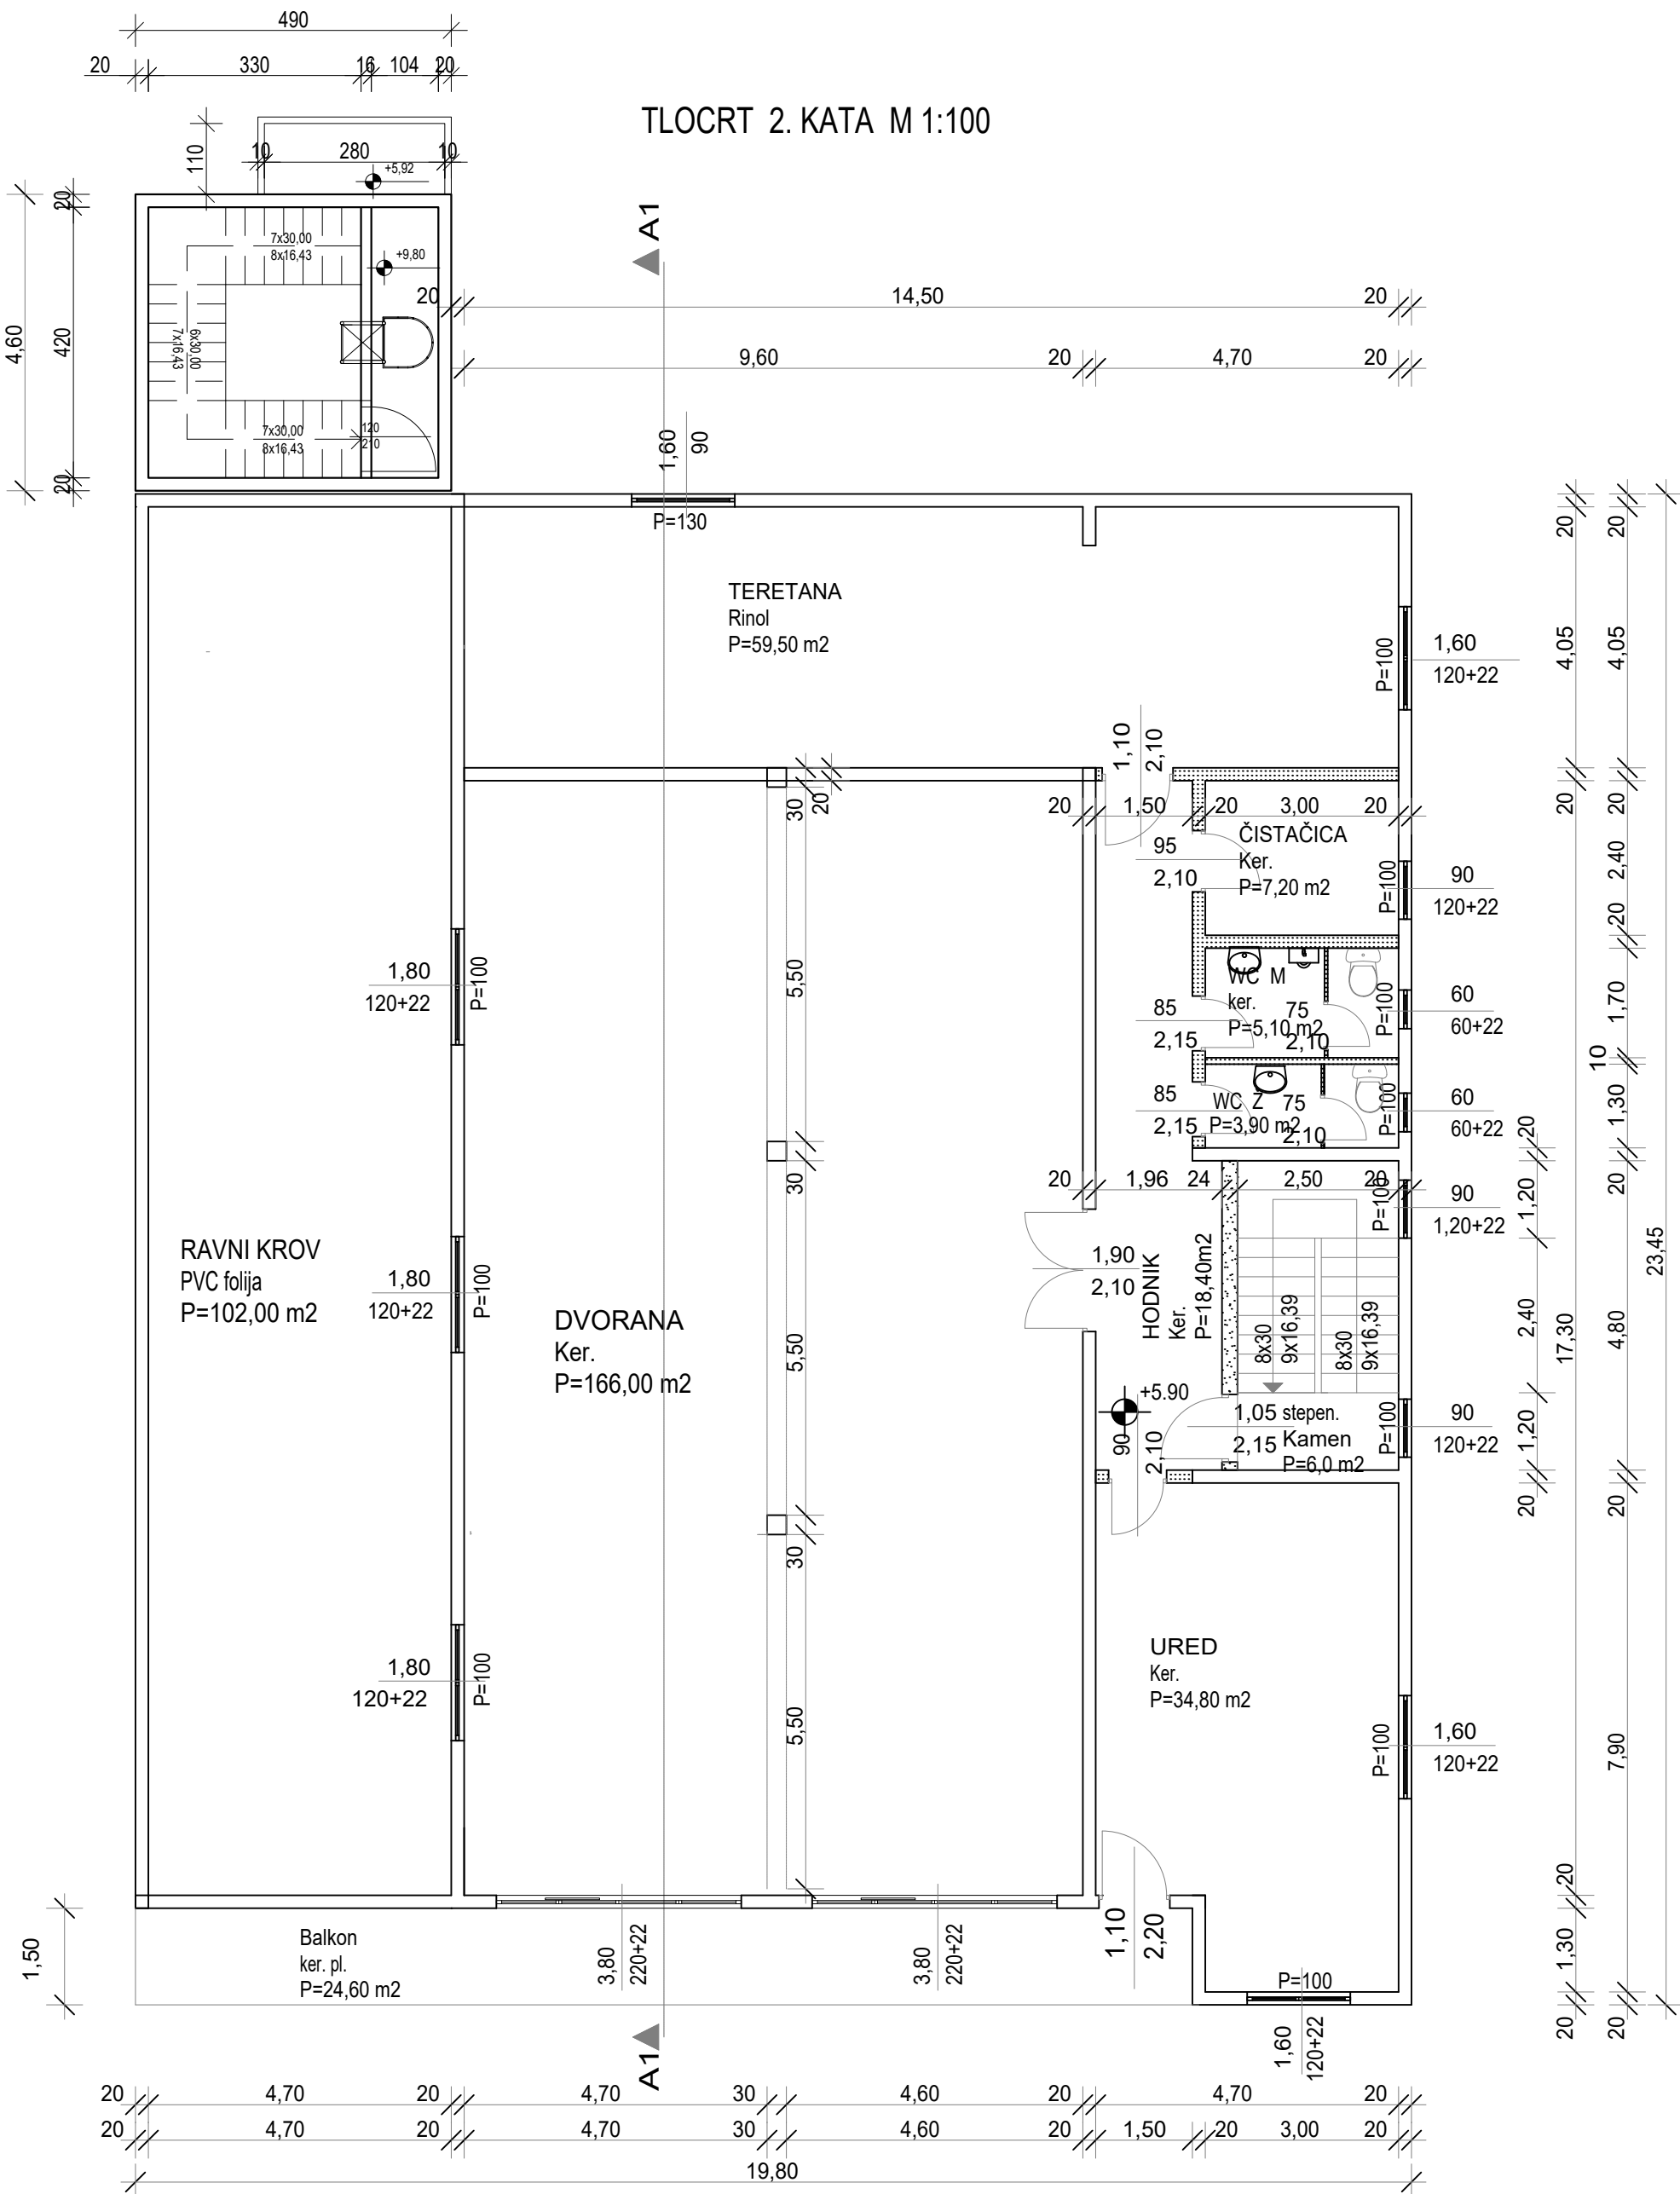 490
20 330 16 104 20
TLOCRT 2. KATA M 1:100
110
10 280 10
+5,92
A1
4,60
20
420
20
7x30,00
8x16,43
+9,80
6x30,00
7x16,43
7x30,00
8x16,43
120
210
20 14,50 20
9,60 20 4,70 20
1,60
90
P=130
TERETANA
Rinol
P=59,50 m2
P=100
1,60
120+22
20
4,05
20
20
4,05
20
1,10
2,10
30
20
20 1,50 20 3,00 20
95
2,10
ČISTAČICA
Ker.
P=7,20 m2
P=100
90
120+22
2,40
20
1,80
120+22
P=100
5,50
85
2,15
WC M
ker.
P=5,10 m2
75
2,10
P=100
60
60+22
1,70
10
85
2,15
WC Ž
P=3,90 m2
75
2,10
P=100
60
60+22
1,30
20
30
20 1,96 24 2,50 20
P=100
90
1,20+22
1,20
20
23,45
RAVNI KROV
PVC folija
P=102,00 m2
1,80
120+22
P=100
DVORANA
Ker.
P=166,00 m2
5,50
1,90
2,10
HODNIK
Ker.
P=18,40m2
8x30
9x16,39
8x30
9x16,39
2,40
17,30
4,80
+5.90
90
2,10
1,05
2,15
stepen.
Kamen
P=6,0 m2
P=100
90
120+22
1,20
20
20
30
1,80
120+22
P=100
5,50
URED
Ker.
P=34,80 m2
P=100
1,60
120+22
7,90
20
1,50
Balkon
ker. pl.
P=24,60 m2
3,80
220+22
3,80
220+22
1,10
2,20
P=100
1,60
120+22
1,30
20
20
A1
20 4,70 20 4,70 30 4,60 20 4,70 20
20 4,70 20 4,70 30 4,60 20 1,50 20 3,00 20
19,80